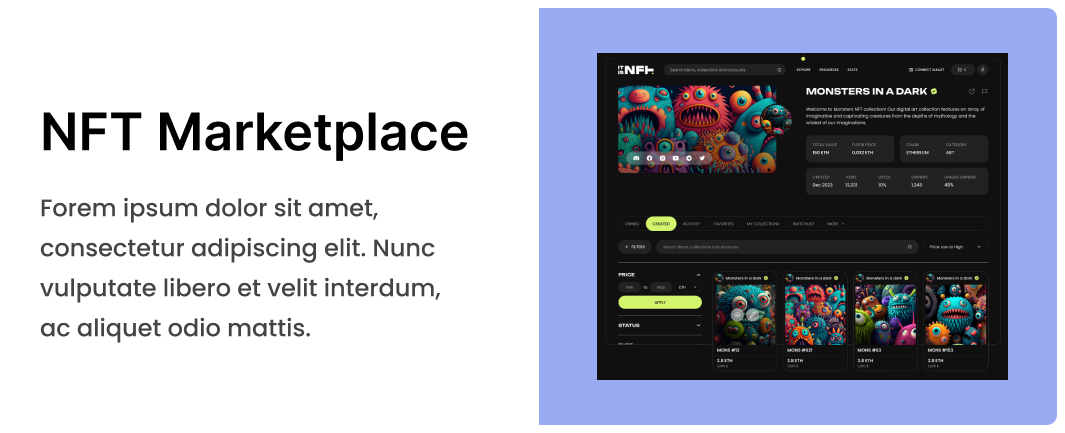 NFT Marketplace
Forem ipsum dolor sit amet,
consectetur adipiscing elit. Nunc
vulputate libero et velit interdum,
ac aliquet odio mattis.
IT IS NFT.
Search items, collections and accounts
EXPLORE RESOURCES STATS
CONNECT WALLET
0
MONSTERS IN A DARK
Welcome to Monsters NFT collection! Our digital art collection features an array of
imaginative and captivating creatures from the depths of mythology and the
wildest of our imaginations.
TOTAL VALUE FLOOR PRICE CHAIN CATEGORY
150 ETH 0,032 ETH ETHEREUM ART
CREATED ITEMS LISTED OWNERS UNIQUE OWNERS
Dec 2023 12,231 10% 1,345 45%
OWNED CREATED ACTIVITY FAVORITES MY COLLECTIONS WATCHLIST MORE
FILTERS Search items, collections and accounts Price: Low to High
PRICE
Min to Max ETH
APPLY
STATUS
Monsters in a dark Monsters in a dark Monsters in a dark Monsters in a dark
MONS #12 MONS #621 MONS #63 MONS #153
2.8 ETH 2.8 ETH 2.8 ETH 2.8 ETH